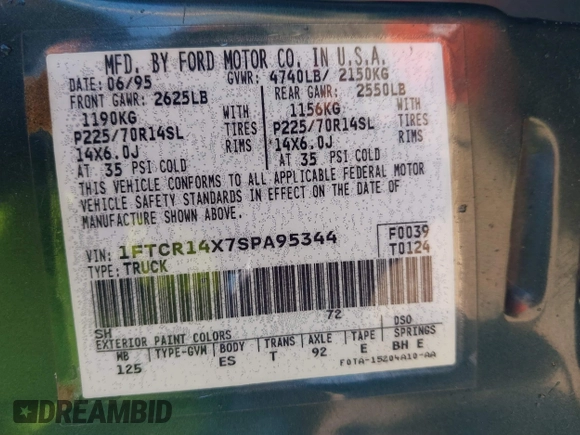 MFD. BY FORD MOTOR CO. IN U.S.A.
DATE: 06/95 GVWR: 4740LB/ 2150KG
FRONT GAWR: 2625LB REAR GAWR: 2550LB
1190KG WITH 1156KG WITH
P225/70R14SL TIRES P225/70R14SL TIRES
14X6.0J RIMS 14X6.0J RIMS
AT 35 PSI COLD AT 35 PSI COLD
THIS VEHICLE CONFORMS TO ALL APPLICABLE FEDERAL MOTOR
VEHICLE SAFETY STANDARDS IN EFFECT ON THE DATE OF
MANUFACTURE SHOWN ABOVE.
VIN: 1FTCR14X7SPA95344 F0039
TYPE: TRUCK T0124
72
SH
EXTERIOR PAINT COLORS DSO
WB TYPE-GVM BODY TRANS AXLE TAPE SPRINGS
125 ES T 92 E BH E
F0TA-15204A10-AA
DREAMBID